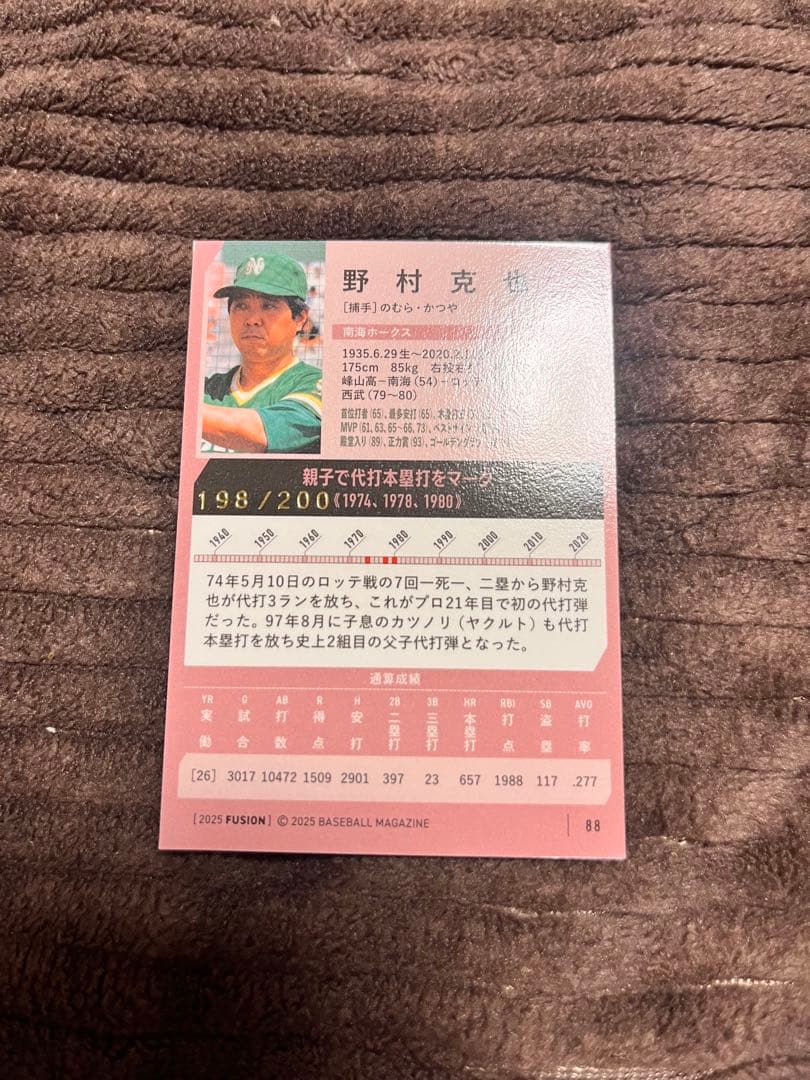 N
野村克也
[捕手]のむら・かつや
南海ホークス
1935.6.29生～2020.2.
175cm 85kg 右投右
峰山高－南海(54)－ロッテ
西武(79～80)
首位打者(65)、最多安打(65)、本塁打
MVP(61、63、65～66、73)、ベストナイン
殿堂入り(89)、正力賞(93)、ゴールデングラブ
親子で代打本塁打をマーク
198/200
《1974、1978、1980》
1940 1950 1960 1970 1980 1990 2000 2010 2020
74年5月10日のロッテ戦の7回一死一、二塁から野村克
也が代打3ランを放ち、これがプロ21年目で初の代打弾
だった。97年8月に子息のカツノリ(ヤクルト)も代打
本塁打を放ち史上2組目の父子代打弾となった。
通算成績
YR G AB R H 2B 3B HR RBI SB AVG
実働 試合 打数 得点 安打 二塁打 三塁打 本塁打 打点 盗塁 打率
[26] 3017 10472 1509 2901 397 23 657 1988 117 .277
[2025 FUSION] © 2025 BASEBALL MAGAZINE
88